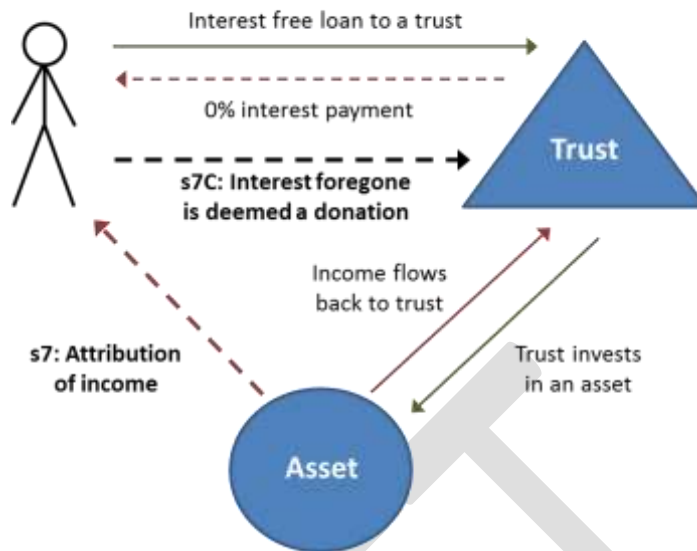 Interest free loan to a trust
0% interest payment
Trust
s7C: Interest foregone
is deemed a donation
Income flows
back to trust
s7: Attribution
of income
Trust invests
in an asset
Asset